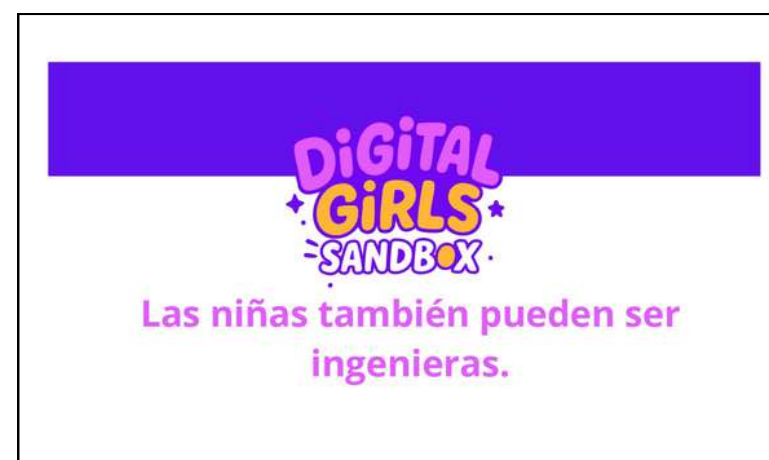 DiGiTAL
GiRLS
SANDBOX
Las niñas también pueden ser
ingenieras.